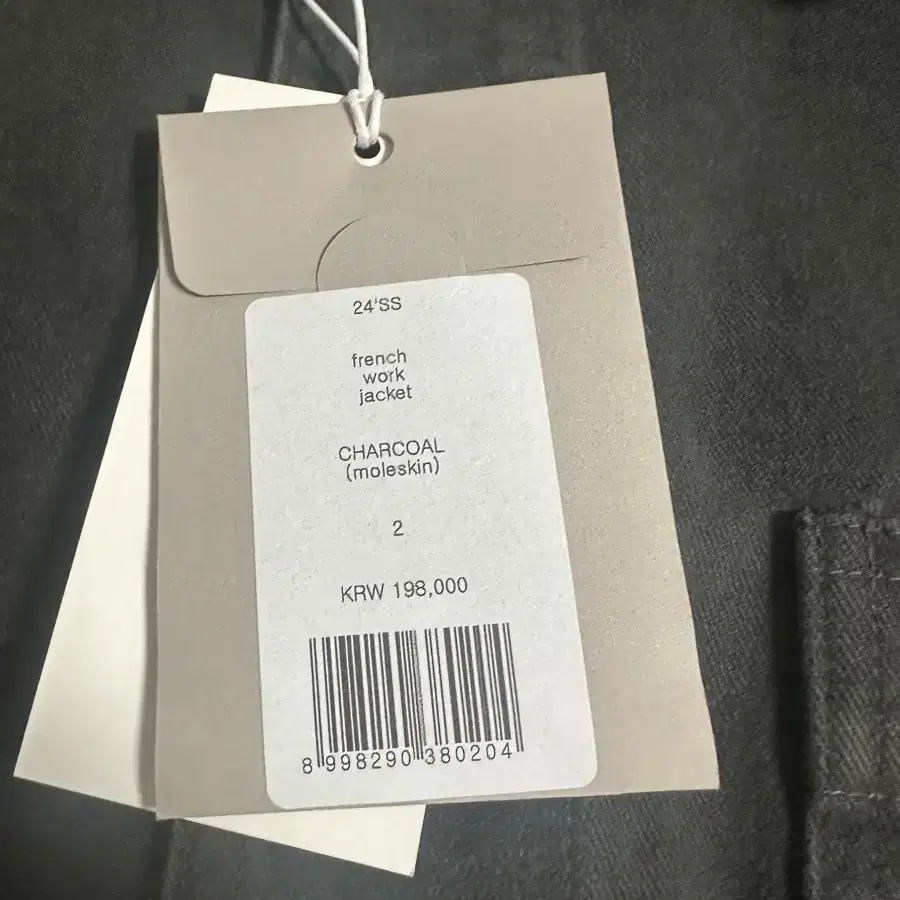 24'SS
french
work
jacket
CHARCOAL
(moleskin)
2
KRW 198,000
8 998290 380204